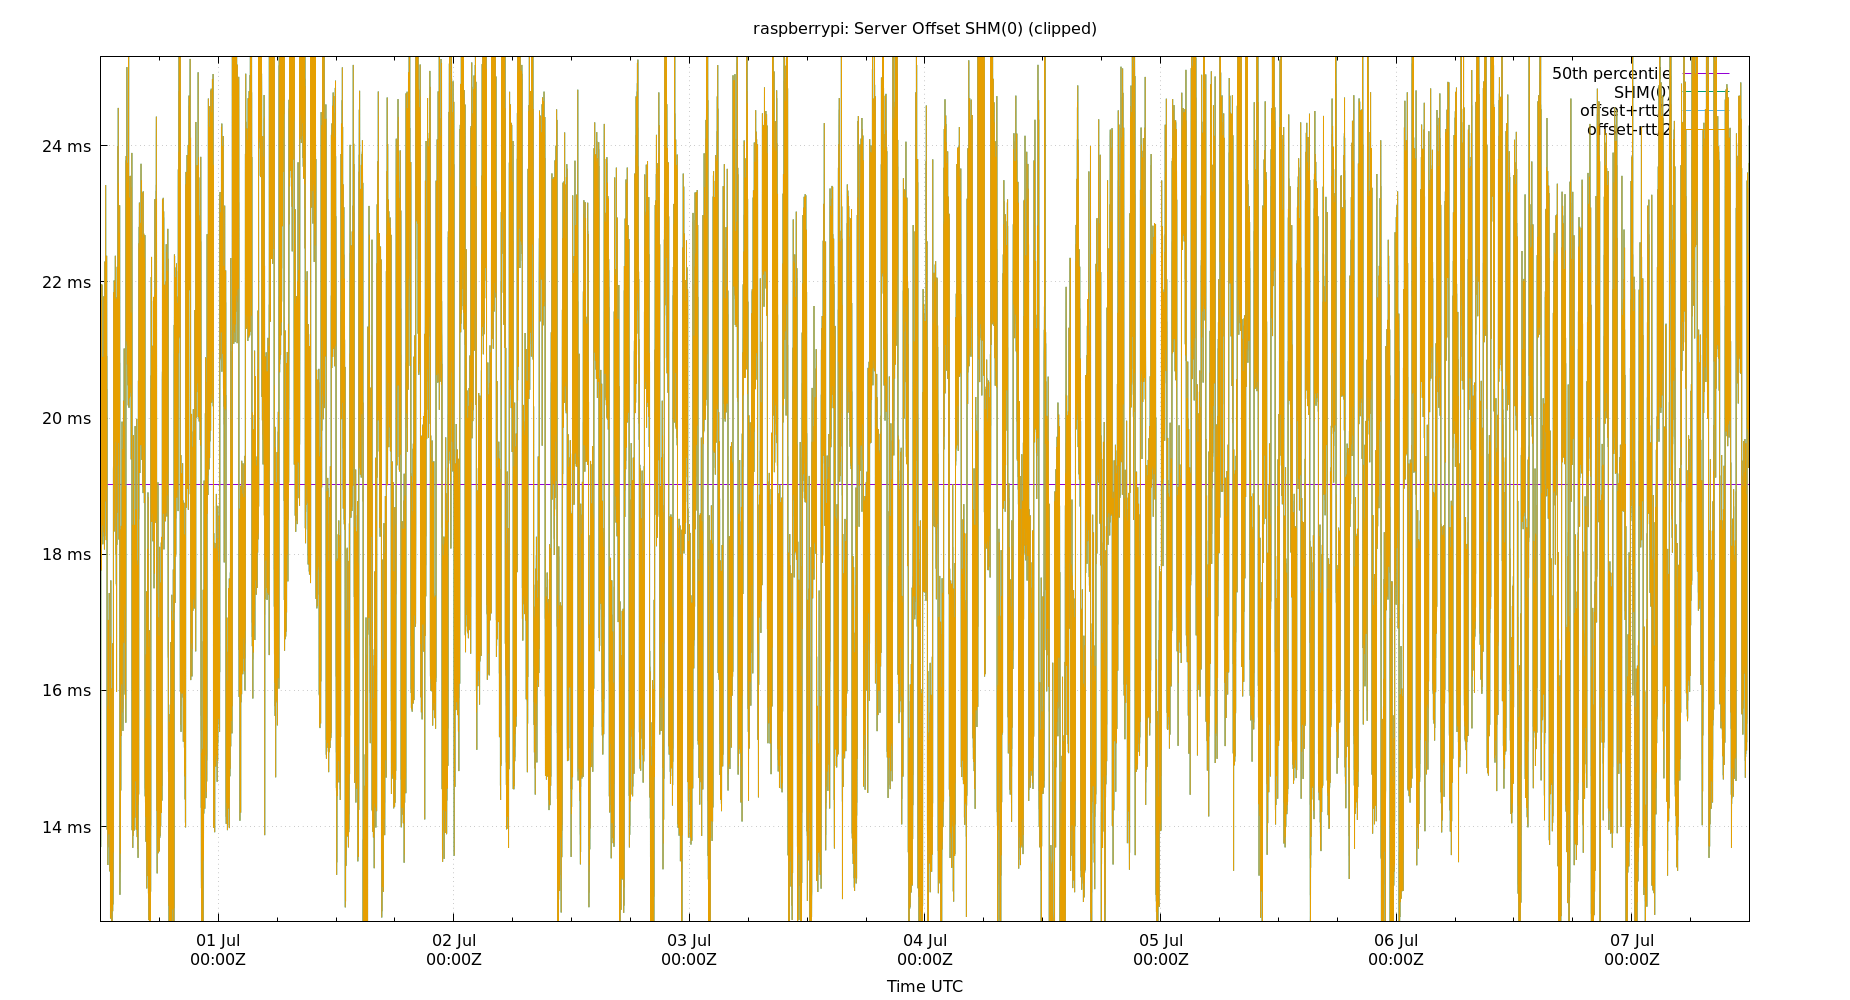 raspberrypi: Server Offset SHM(0) (clipped)
50th percentile
SHM(0)
offset+rtt/2
offset-rtt/2
24 ms
22 ms
20 ms
18 ms
16 ms
14 ms
01 Jul
00:00Z
02 Jul
00:00Z
03 Jul
00:00Z
04 Jul
00:00Z
05 Jul
00:00Z
06 Jul
00:00Z
07 Jul
00:00Z
Time UTC